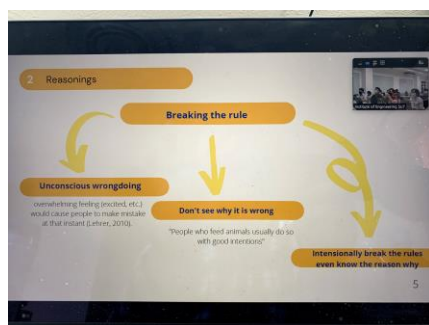 2 Reasonings
Breaking the rule
Unconscious wrongdoing
overwhelming feeling (excited, etc.)
would cause people to make mistake
at that instant (Lehrer, 2010).
Don't see why it is wrong
"People who feed animals usually do so
with good intentions"
Intentionally break the rules
even know the reason why
5